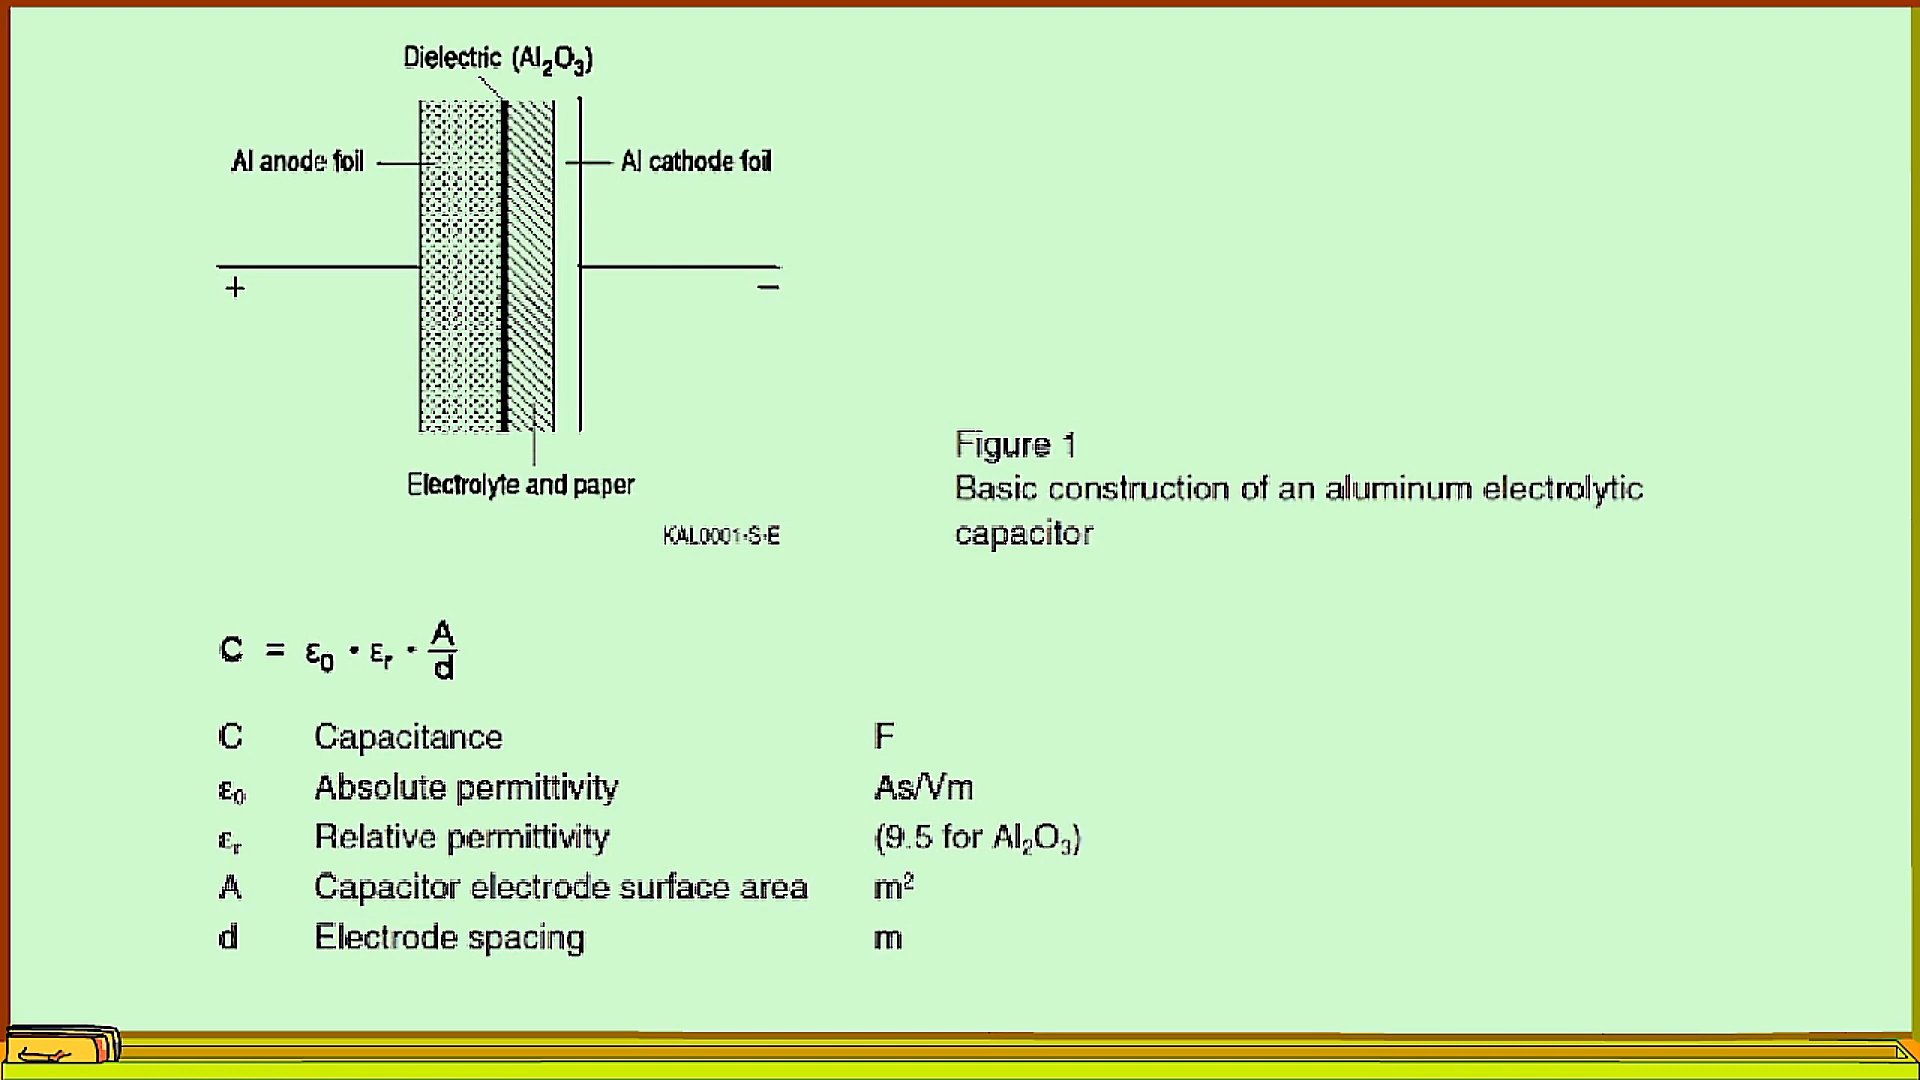 Dielectric (Al₂O₃)
Al anode foil
Al cathode foil
+
−
Electrolyte and paper
KAL0001-S-E
Figure 1
Basic construction of an aluminum electrolytic
capacitor
C = ε₀ · εᵣ · A/d
C Capacitance F
ε₀ Absolute permittivity As/Vm
εᵣ Relative permittivity (9.5 for Al₂O₃)
A Capacitor electrode surface area m²
d Electrode spacing m